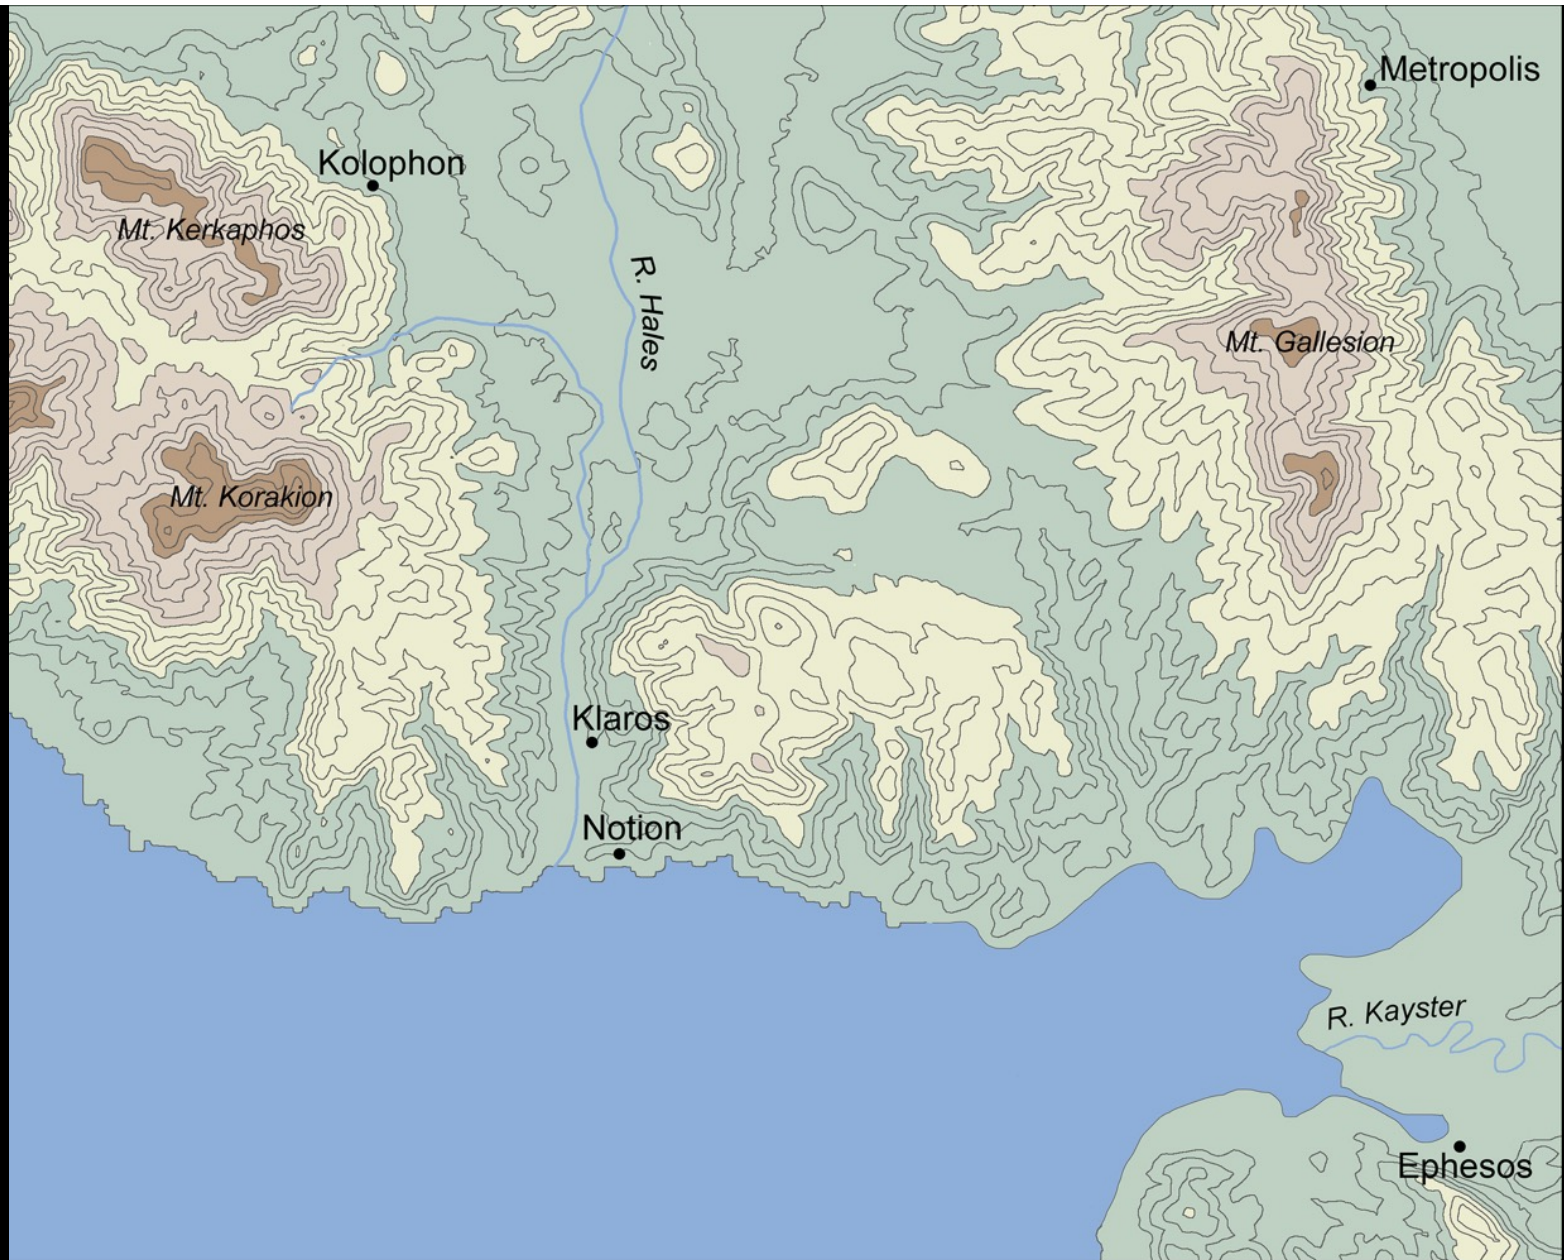 Metropolis
Kolophon
Mt. Kerkaphos
R. Hales
Mt. Gallesion
Mt. Korakion
Klaros
Notion
R. Kayster
Ephesos